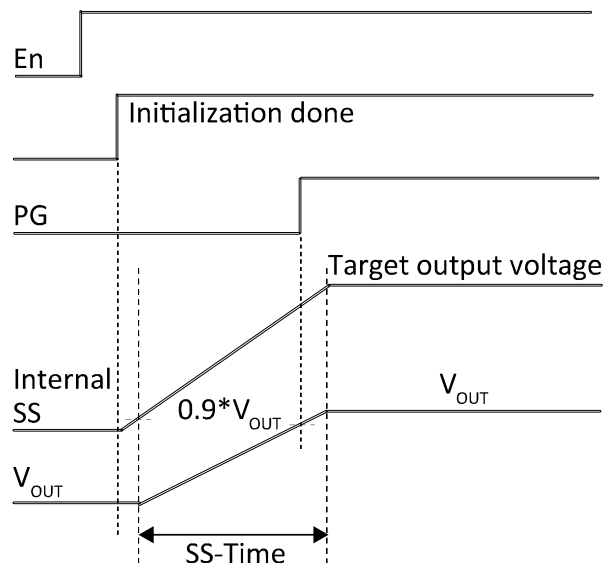 En
Initialization done
PG
Target output voltage
Internal
SS
0.9*VOUT
VOUT
VOUT
SS-Time